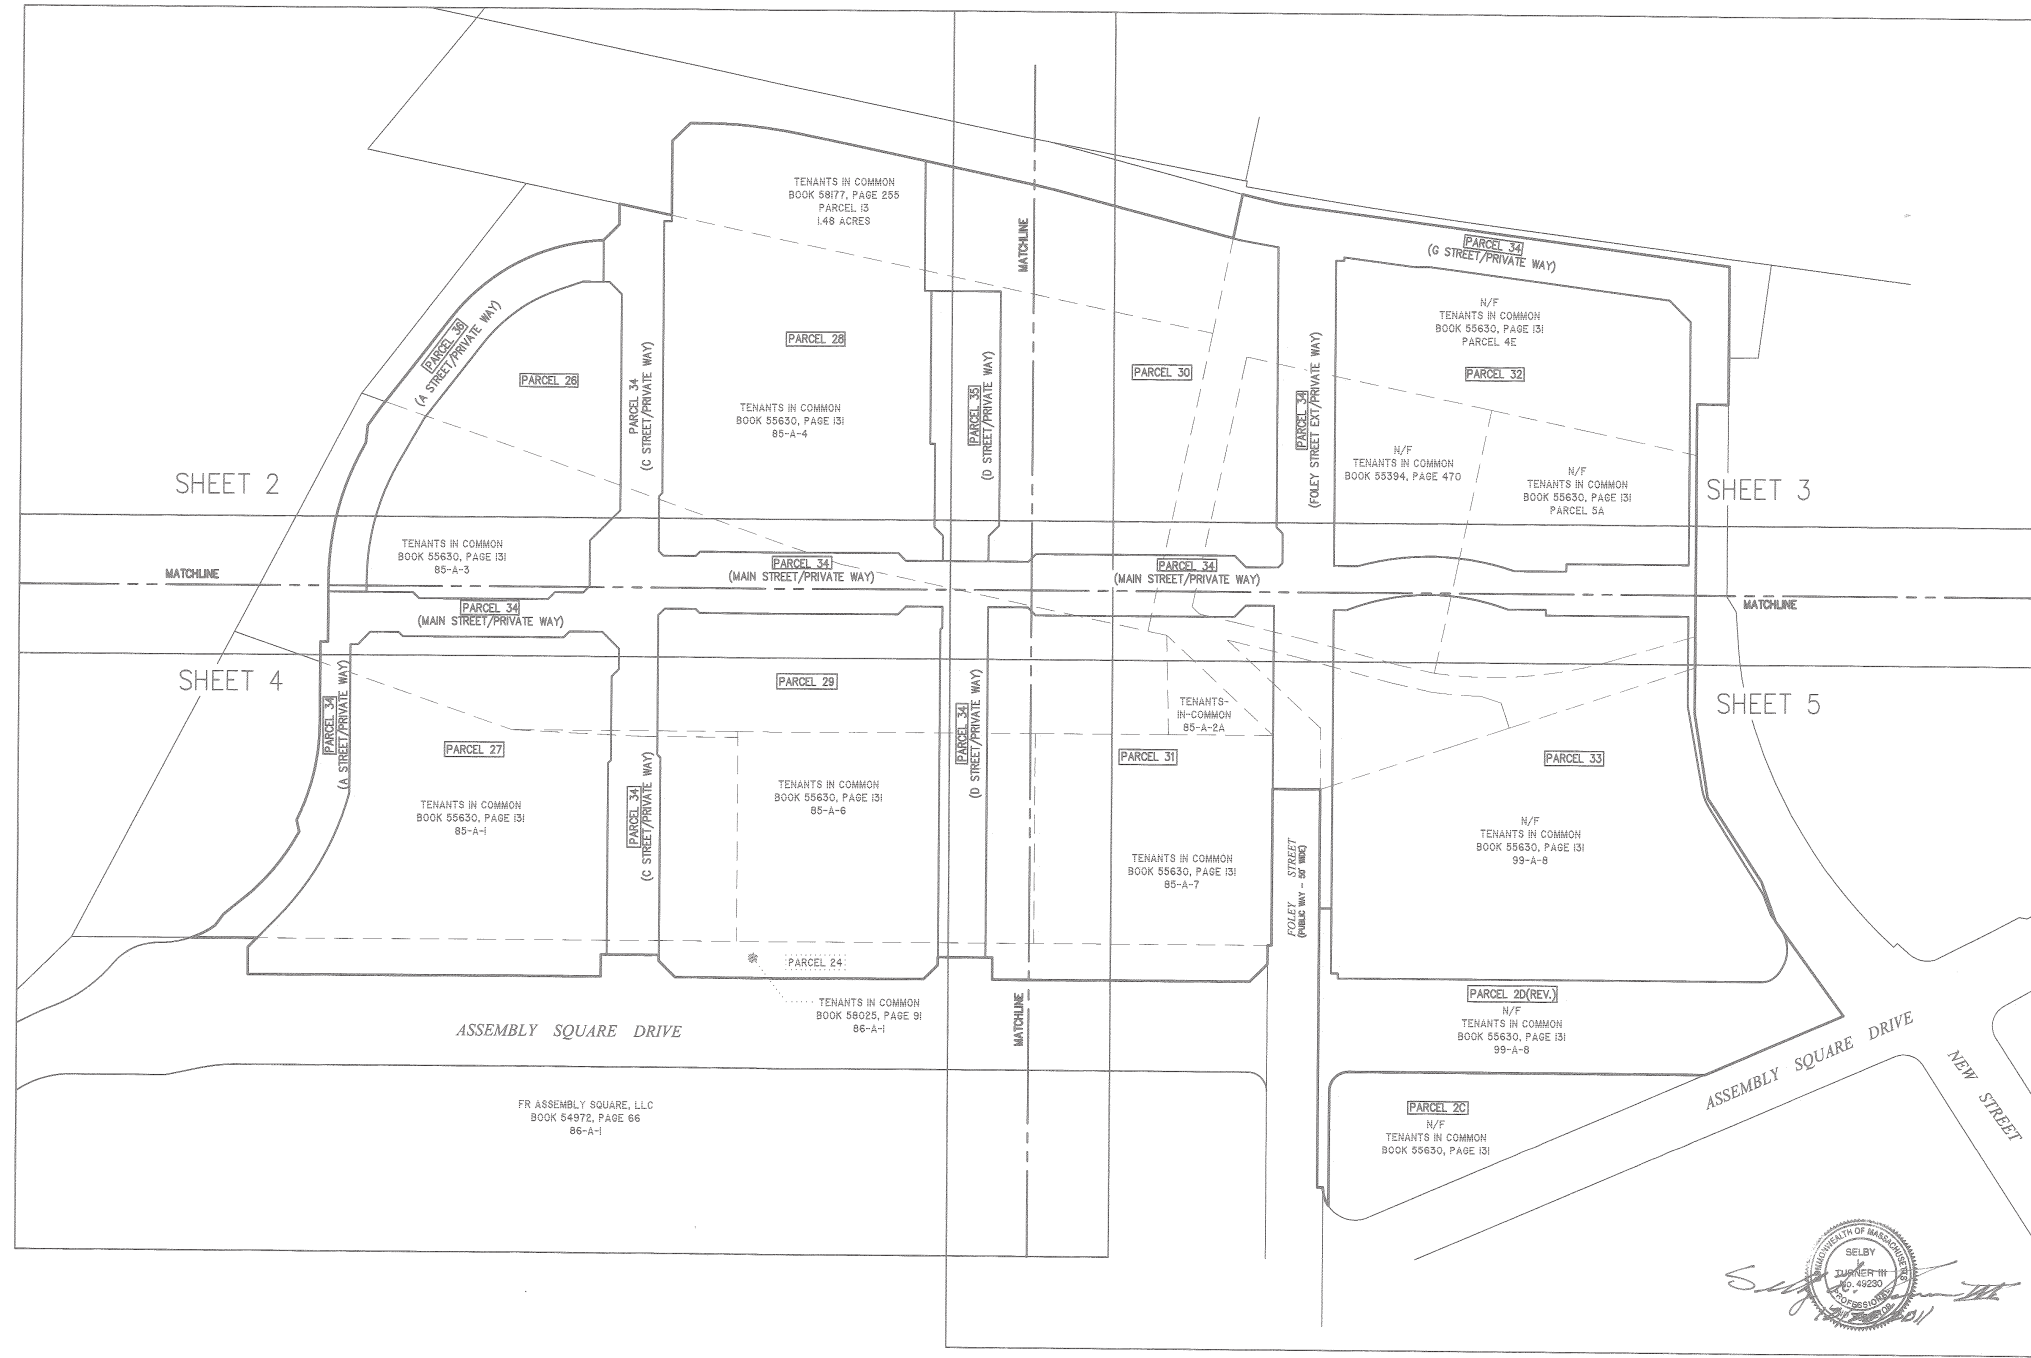 TENANTS IN COMMON
BOOK 58177, PAGE 255
PARCEL 13
1.48 ACRES
MATCHLINE
PARCEL 34
(G STREET/PRIVATE WAY)
N/F
TENANTS IN COMMON
BOOK 55630, PAGE 131
PARCEL 4E
PARCEL 36
(A STREET/PRIVATE WAY)
PARCEL 26
PARCEL 34
(C STREET/PRIVATE WAY)
PARCEL 28
TENANTS IN COMMON
BOOK 55630, PAGE 131
85-A-4
PARCEL 35
(D STREET/PRIVATE WAY)
PARCEL 30
PARCEL 34
(FOLEY STREET EXT/PRIVATE WAY)
PARCEL 32
N/F
TENANTS IN COMMON
BOOK 55394, PAGE 470
N/F
TENANTS IN COMMON
BOOK 55630, PAGE 131
PARCEL 5A
SHEET 2
SHEET 3
TENANTS IN COMMON
BOOK 55630, PAGE 131
85-A-3
MATCHLINE
PARCEL 34
(MAIN STREET/PRIVATE WAY)
PARCEL 34
(MAIN STREET/PRIVATE WAY)
PARCEL 34
(MAIN STREET/PRIVATE WAY)
MATCHLINE
SHEET 4
SHEET 5
PARCEL 34
(A STREET/PRIVATE WAY)
PARCEL 27
TENANTS IN COMMON
BOOK 55630, PAGE 131
85-A-1
PARCEL 34
(C STREET/PRIVATE WAY)
PARCEL 29
TENANTS IN COMMON
BOOK 55630, PAGE 131
85-A-6
PARCEL 34
(D STREET/PRIVATE WAY)
TENANTS-
IN-COMMON
85-A-2A
PARCEL 31
TENANTS IN COMMON
BOOK 55630, PAGE 131
85-A-7
FOLEY STREET
(PUBLIC WAY - 50' WIDE)
PARCEL 33
N/F
TENANTS IN COMMON
BOOK 55630, PAGE 131
99-A-8
PARCEL 24
TENANTS IN COMMON
BOOK 58025, PAGE 91
86-A-1
MATCHLINE
PARCEL 2D(REV.)
N/F
TENANTS IN COMMON
BOOK 55630, PAGE 131
99-A-8
ASSEMBLY SQUARE DRIVE
ASSEMBLY SQUARE DRIVE
NEW STREET
FR ASSEMBLY SQUARE, LLC
BOOK 54972, PAGE 66
86-A-1
PARCEL 2C
N/F
TENANTS IN COMMON
BOOK 55630, PAGE 131
COMMONWEALTH OF MASSACHUSETTS
SELBY
TURNER III
No. 49230
PROFESSIONAL